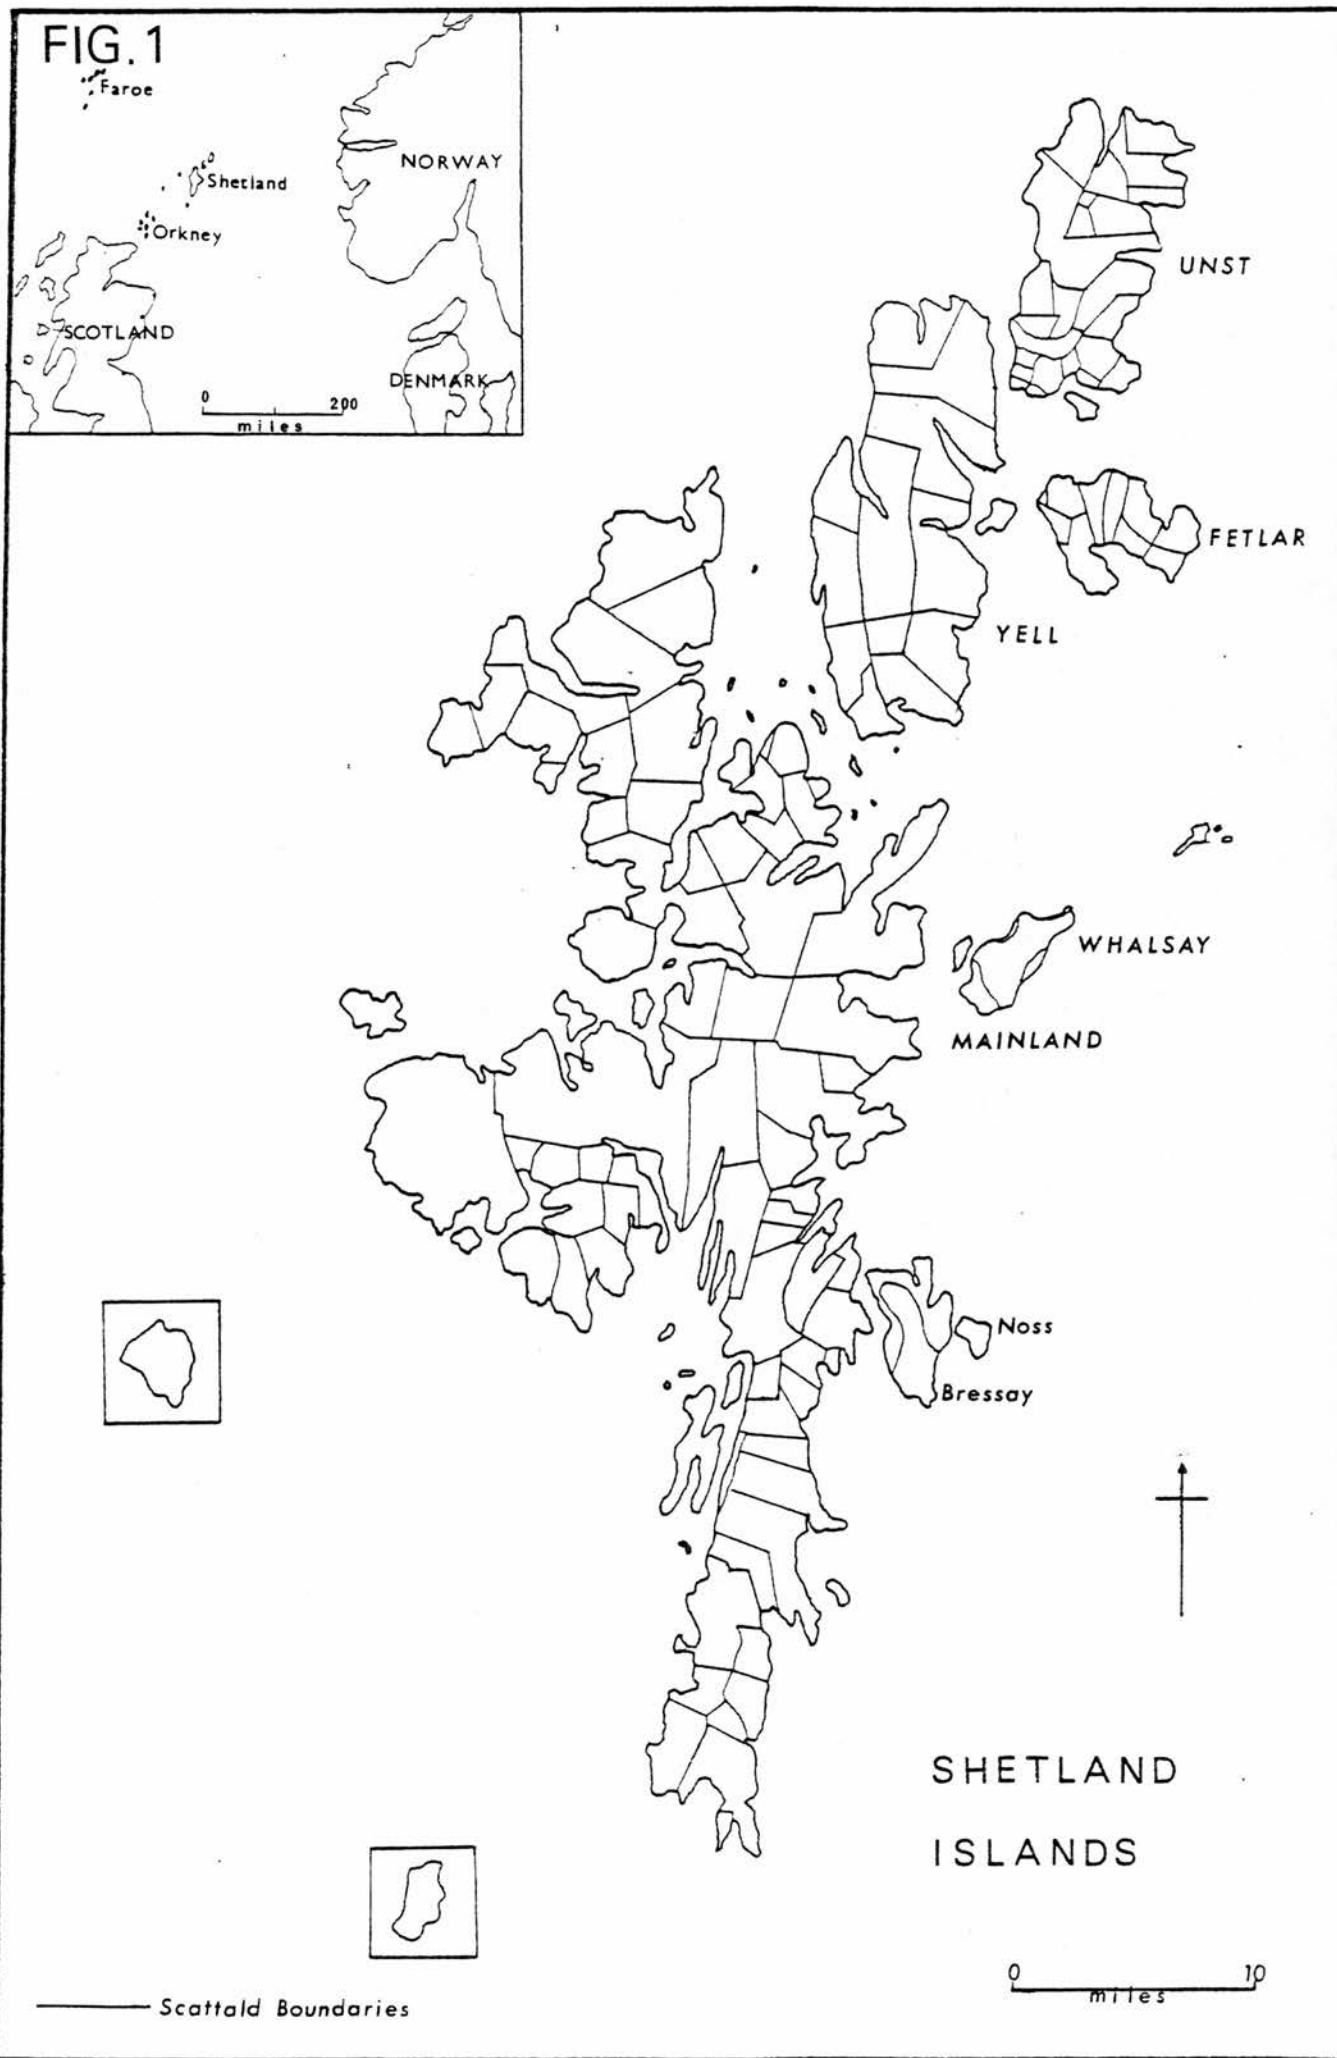 FIG. 1
Faroe
Shetland
NORWAY
Orkney
SCOTLAND
DENMARK
0 200
miles
UNST
FETLAR
YELL
WHALSAY
MAINLAND
Noss
Bressay
SHETLAND
ISLANDS
0 10
miles
Scattald Boundaries